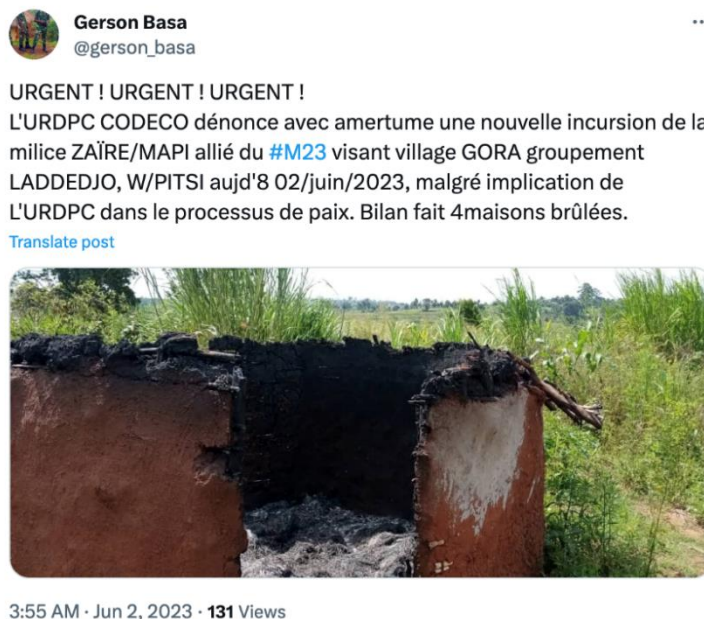 Gerson Basa
@gerson_basa
URGENT ! URGENT ! URGENT !
L'URDPC CODECO dénonce avec amertume une nouvelle incursion de la
milice ZAÏRE/MAPI allié du #M23 visant village GORA groupement
LADDEDJO, W/PITSI aujd'8 02/juin/2023, malgré implication de
L'URDPC dans le processus de paix. Bilan fait 4maisons brûlées.
Translate post
3:55 AM · Jun 2, 2023 · 131 Views